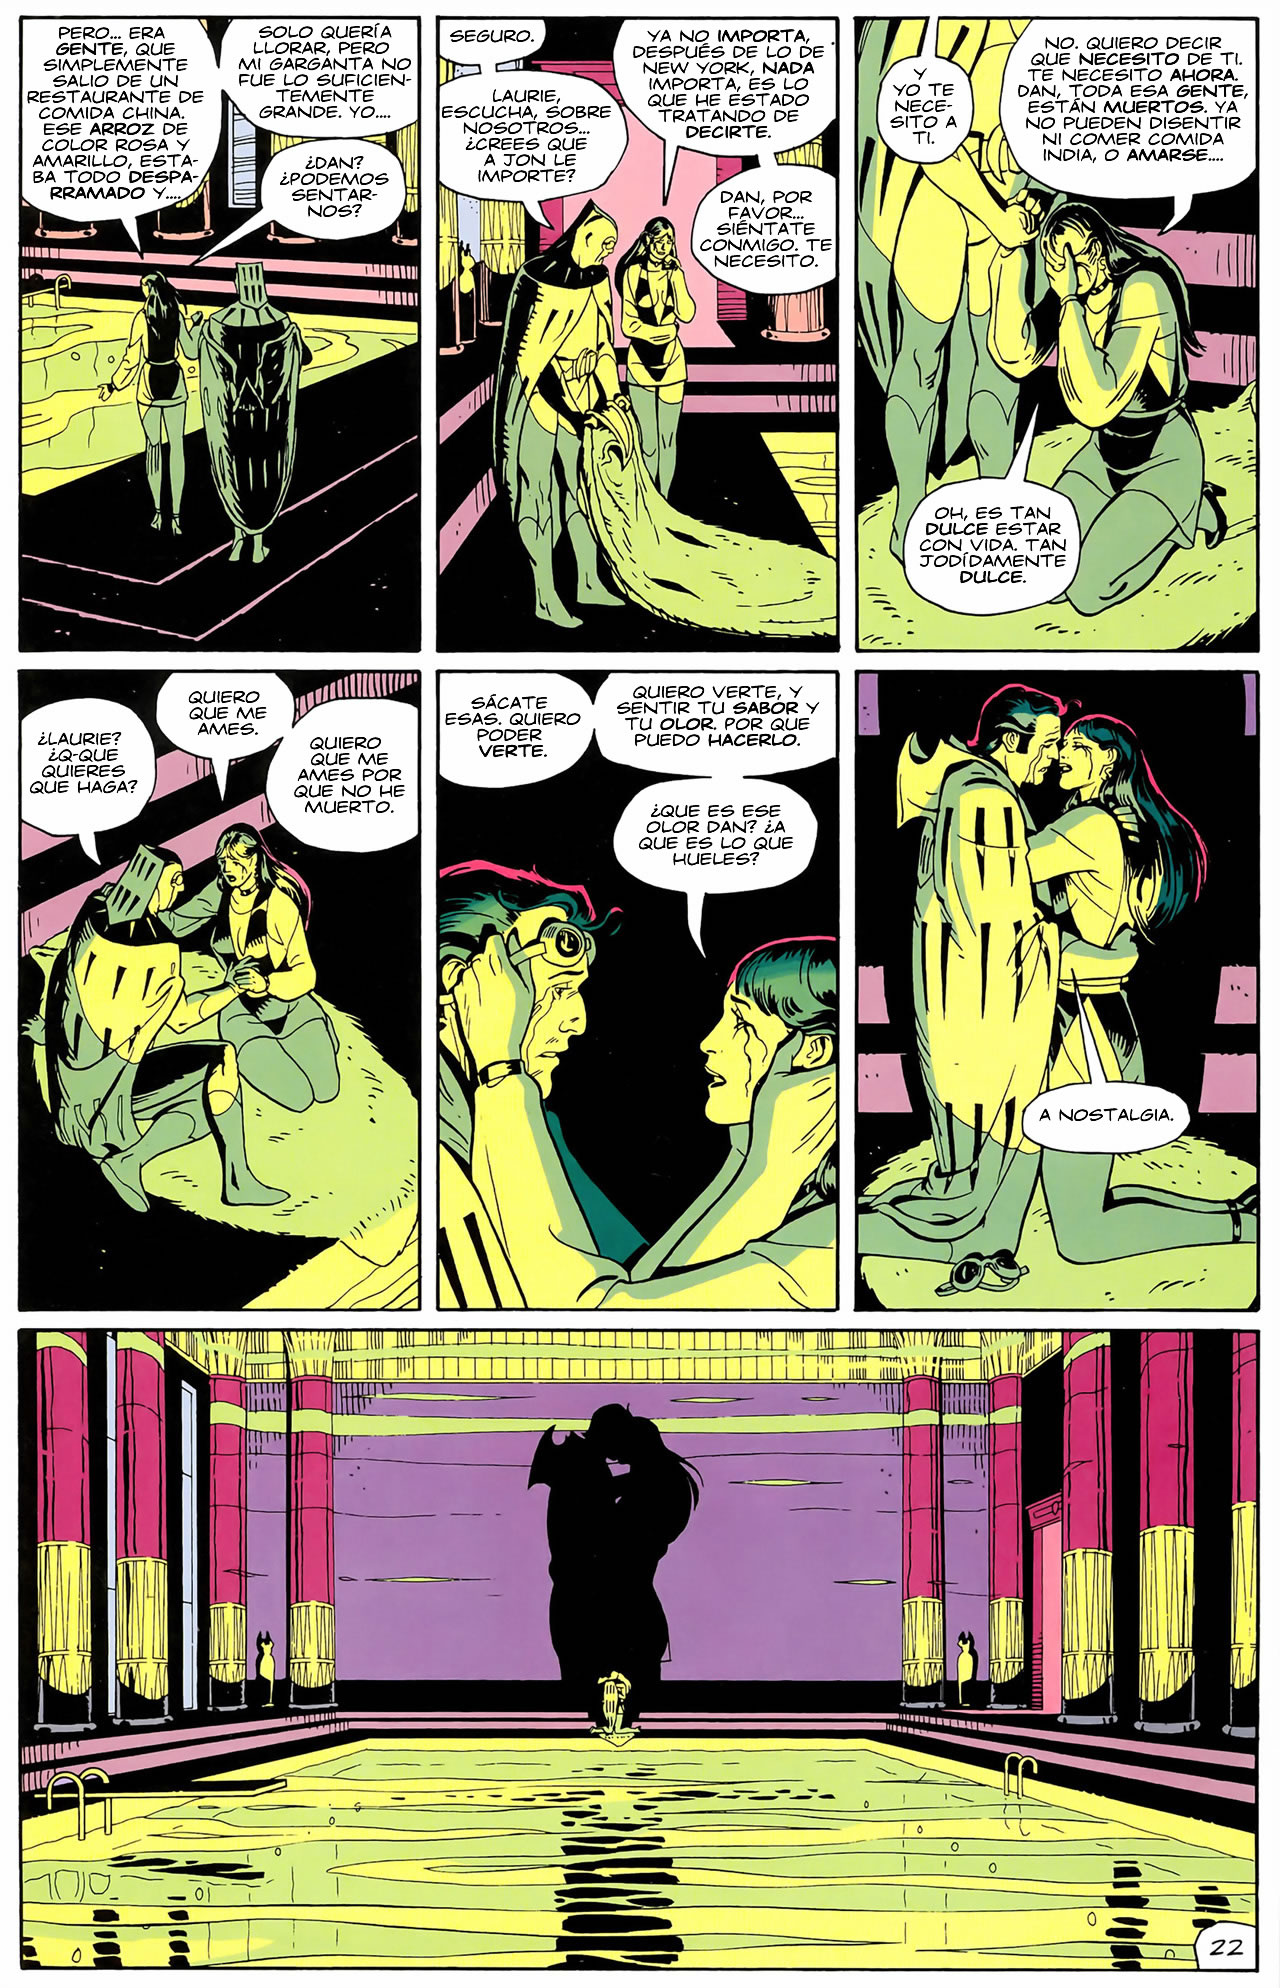 PERO... ERA
GENTE, QUE
SIMPLEMENTE
SALIO DE UN
RESTAURANTE DE
COMIDA CHINA.
ESE ARROZ DE
COLOR ROSA Y
AMARILLO, ESTA-
BA TODO DESPA-
RRAMADO Y....
SOLO QUERÍA
LLORAR, PERO
MI GARGANTA NO
FUE LO SUFICIEN-
TEMENTE
GRANDE. YO....
¿DAN?
¿PODEMOS
SENTAR-
NOS?
SEGURO.
LAURIE,
ESCUCHA, SOBRE
NOSOTROS...
¿CREES QUE
A JON LE
IMPORTE?
YA NO IMPORTA,
DESPUÉS DE LO DE
NEW YORK, NADA
IMPORTA, ES LO
QUE HE ESTADO
TRATANDO DE
DECIRTE.
DAN, POR
FAVOR...
SIÉNTATE
CONMIGO. TE
NECESITO.
Y
YO TE
NECE-
SITO A
TI.
NO. QUIERO DECIR
QUE NECESITO DE TI.
TE NECESITO AHORA.
DAN, TODA ESA GENTE,
ESTÁN MUERTOS. YA
NO PUEDEN DISENTIR
NI COMER COMIDA
INDIA, O AMARSE....
OH, ES TAN
DULCE ESTAR
CON VIDA. TAN
JODÍDAMENTE
DULCE.
¿LAURIE?
¿Q-QUE
QUIERES
QUE HAGA?
QUIERO
QUE ME
AMES.
QUIERO
QUE ME
AMES POR
QUE NO HE
MUERTO.
SÁCATE
ESAS. QUIERO
PODER
VERTE.
QUIERO VERTE, Y
SENTIR TU SABOR Y
TU OLOR. POR QUE
PUEDO HACERLO.
¿QUE ES ESE
OLOR DAN? ¿A
QUE ES LO QUE
HUELES?
A NOSTALGIA.
22